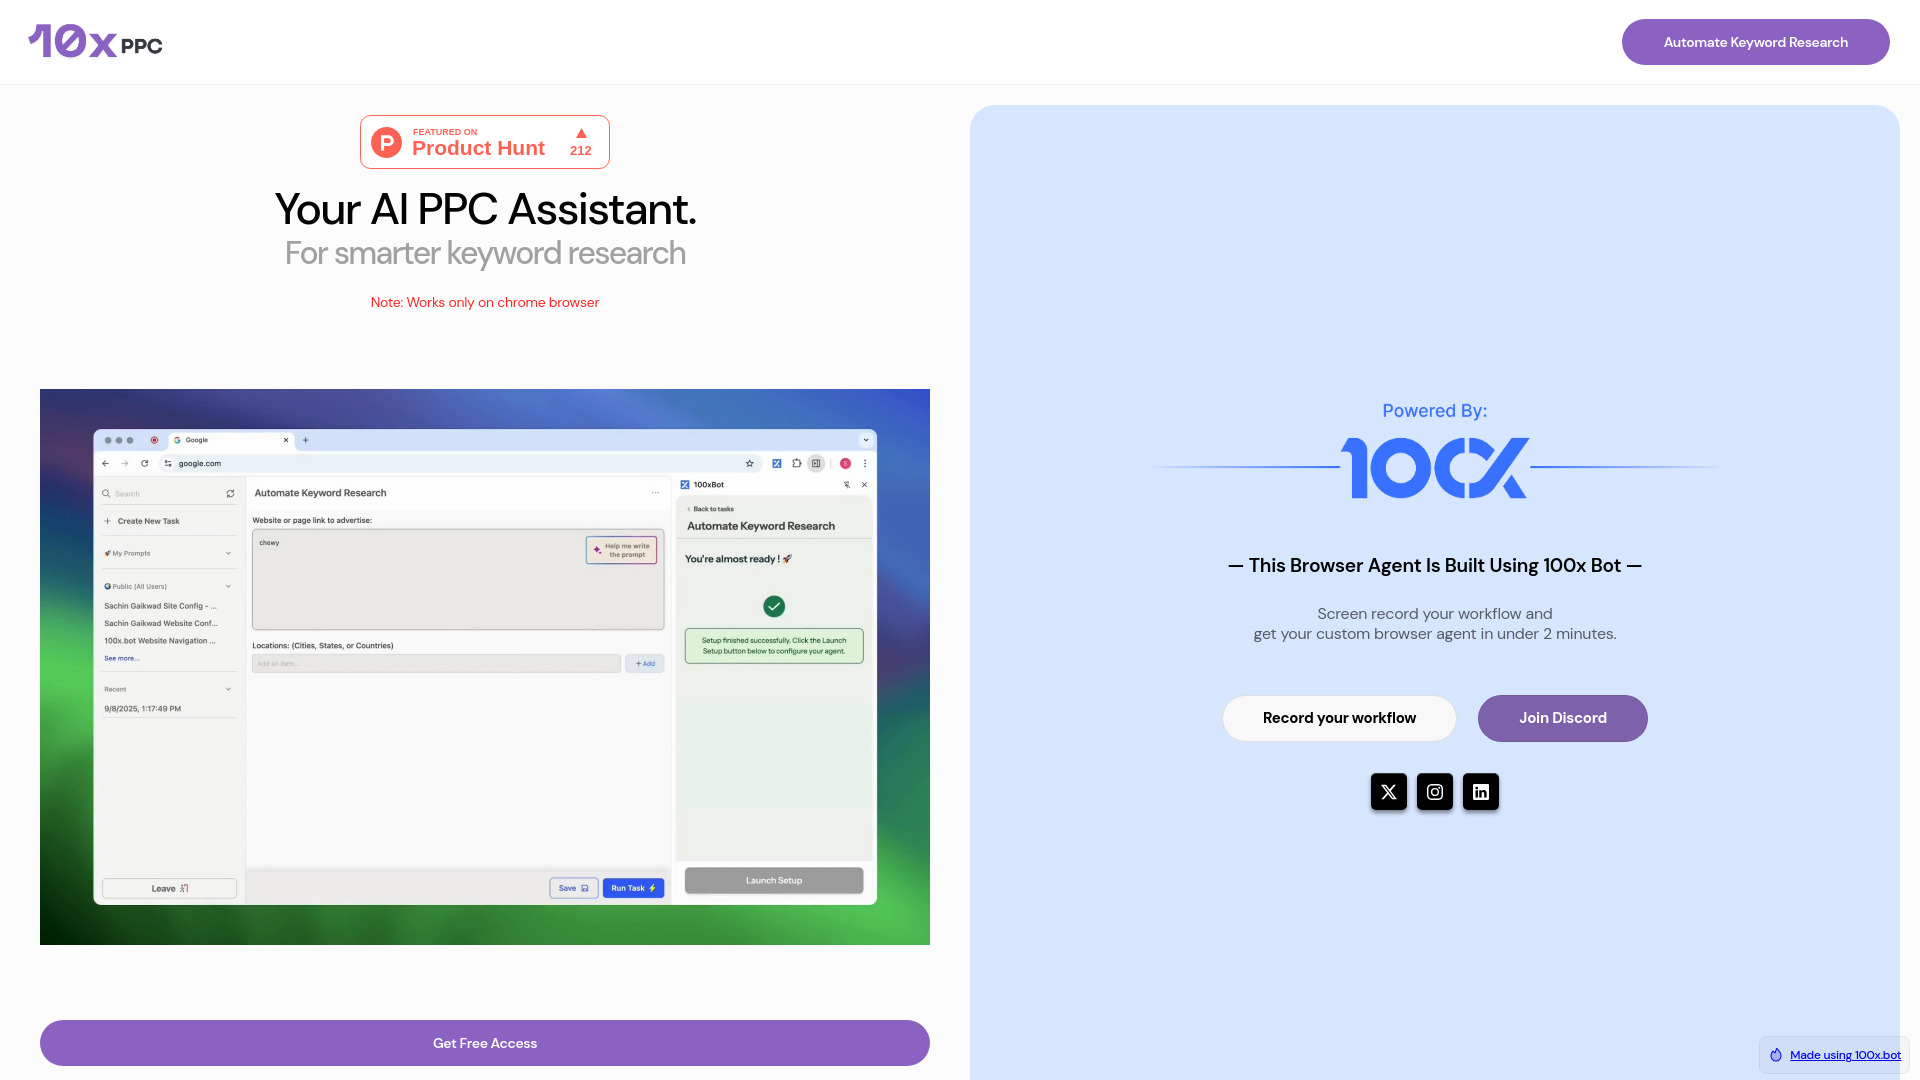 10x PPC
Automate Keyword Research
FEATURED ON
Product Hunt
212
Your AI PPC Assistant.
For smarter keyword research
Note: Works only on chrome browser
Google
google.com
Search
Create New Task
My Prompts
Public (All Users)
Sachin Gaikwad Site Config - ...
Sachin Gaikwad Website Conf...
100x.bot Website Navigation ...
See more...
Recent
9/8/2025, 1:17:49 PM
Leave
Automate Keyword Research
Website or page link to advertise:
chewy
Help me write
the prompt
Locations: (Cities, States, or Countries)
Add an item...
+ Add
Save
Run Task
100xBot
Back to tasks
Automate Keyword Research
You're almost ready ! 🚀
Setup finished successfully. Click the Launch
Setup button below to configure your agent.
Launch Setup
Get Free Access
Powered By:
100X
— This Browser Agent Is Built Using 100x Bot —
Screen record your workflow and
get your custom browser agent in under 2 minutes.
Record your workflow
Join Discord
Made using 100x.bot